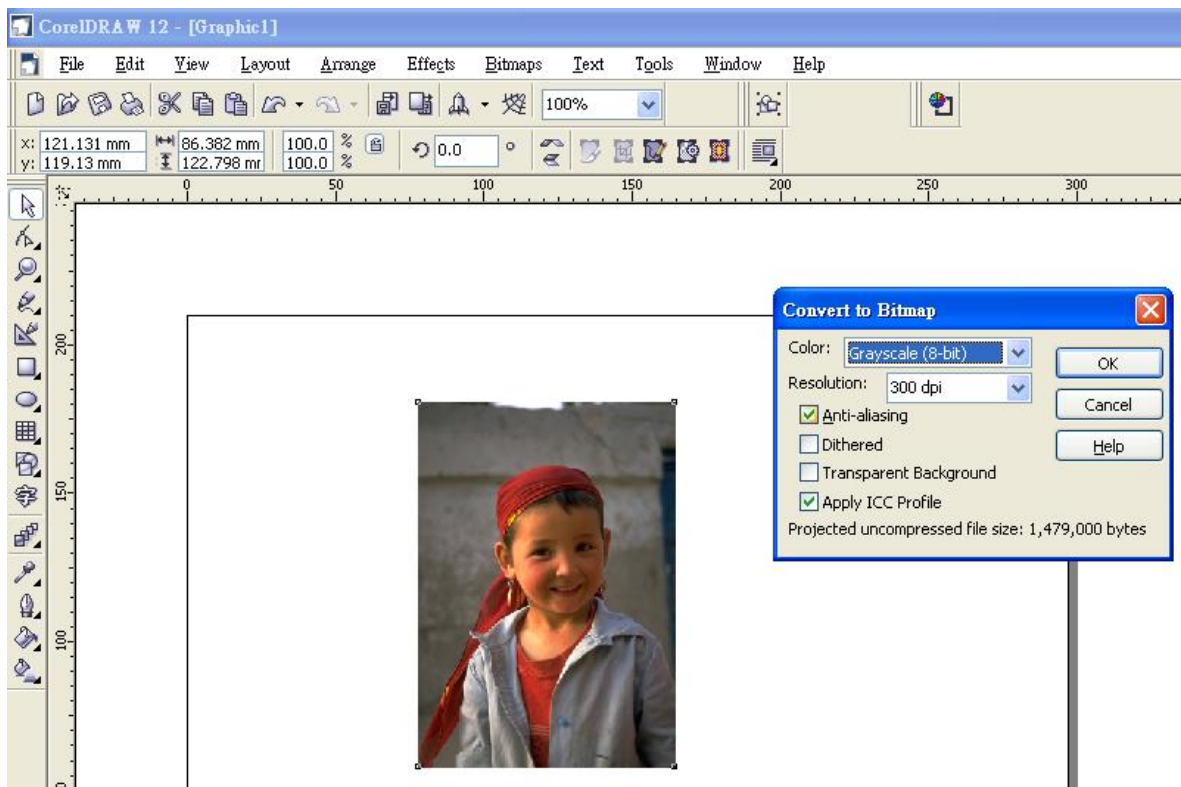 CorelDRAW 12 - [Graphic1]
File Edit View Layout Arrange Effects Bitmaps Text Tools Window Help
100%
x: 121.131 mm 86.382 mm 100.0 % 0.0 °
y: 119.13 mm 122.798 mr 100.0 %
0 50 100 150 200 250 300
200
150
100
字
Convert to Bitmap
Color: Grayscale (8-bit) OK
Resolution: 300 dpi Cancel
Anti-aliasing Help
Dithered
Transparent Background
Apply ICC Profile
Projected uncompressed file size: 1,479,000 bytes